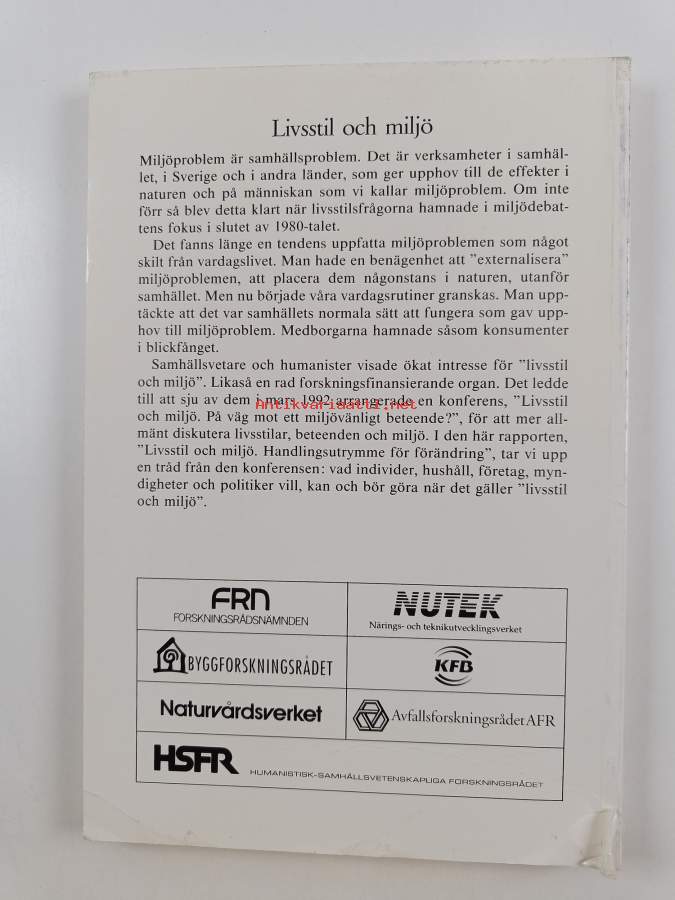 Livsstil och miljö
Miljöproblem är samhällsproblem. Det är verksamheter i samhäl-
let, i Sverige och i andra länder, som ger upphov till de effekter i
naturen och på människan som vi kallar miljöproblem. Om inte
förr så blev detta klart när livsstilsfrågorna hamnade i miljödebat-
tens fokus i slutet av 1980-talet.
Det fanns länge en tendens uppfatta miljöproblemen som något
skilt från vardagslivet. Man hade en benägenhet att ”externalisera”
miljöproblemen, att placera dem någonstans i naturen, utanför
samhället. Men nu började våra vardagsrutiner granskas. Man upp-
täckte att det var samhällets normala sätt att fungera som gav upp-
hov till miljöproblem. Medborgarna hamnade såsom konsumenter
i blickfånget.
Samhällsvetare och humanister visade ökat intresse för ”livsstil
och miljö”. Likaså en rad forskningsfinansierande organ. Det ledde
till att sju av dem i mars 1992 arrangerade en konferens, ”Livsstil
Antikvariaatti.net
och miljö. På väg mot ett miljövänligt beteende?”, för att mer all-
mänt diskutera livsstilar, beteenden och miljö. I den här rapporten,
”Livsstil och miljö. Handlingsutrymme för förändring”, tar vi upp
en tråd från den konferensen: vad individer, hushåll, företag, myn-
digheter och politiker vill, kan och bör göra när det gäller ”livsstil
och miljö”.
FRN
FORSKNINGSRÅDSNÄMNDEN
NUTEK
Närings- och teknikutvecklingsverket
BYGGFORSKNINGSRÅDET
KFB
Naturvårdsverket
AvfallsforskningsrådetAFR
HSFR
HUMANISTISK-SAMHÄLLSVETENSKAPLIGA FORSKNINGSRÅDET